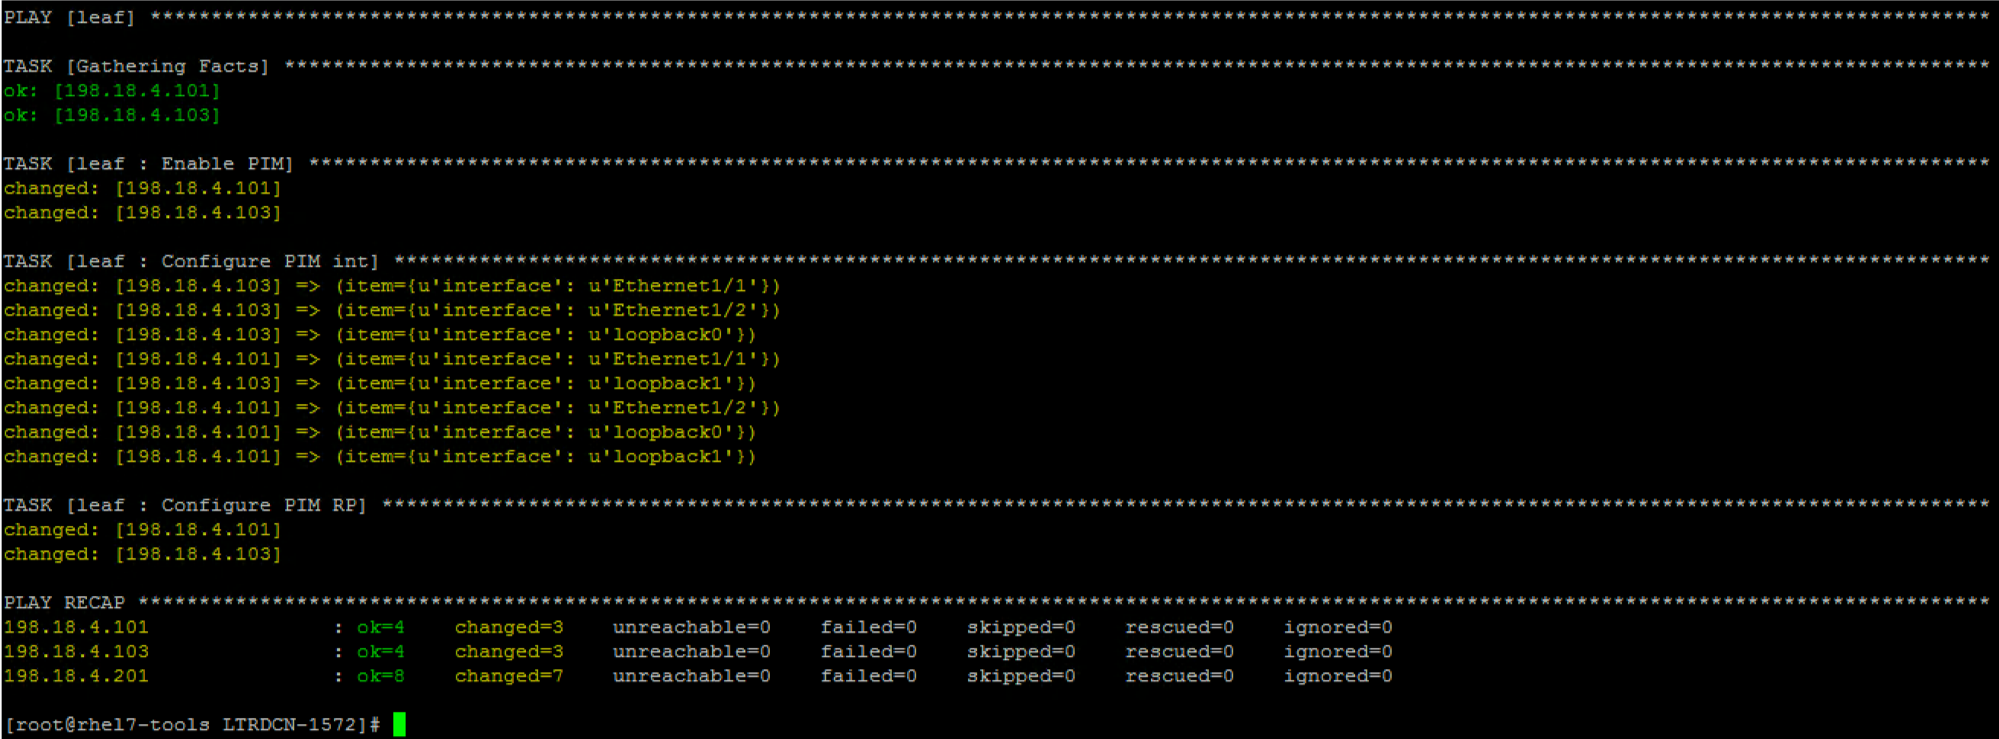 PLAY [leaf] *******************************************************************************************************************************************************
TASK [Gathering Facts] ********************************************************************************************************************************************
ok: [198.18.4.101]
ok: [198.18.4.103]
TASK [leaf : Enable PIM] ******************************************************************************************************************************************
changed: [198.18.4.101]
changed: [198.18.4.103]
TASK [leaf : Configure PIM int] ***********************************************************************************************************************************
changed: [198.18.4.103] => (item={u'interface': u'Ethernet1/1'})
changed: [198.18.4.103] => (item={u'interface': u'Ethernet1/2'})
changed: [198.18.4.103] => (item={u'interface': u'loopback0'})
changed: [198.18.4.101] => (item={u'interface': u'Ethernet1/1'})
changed: [198.18.4.103] => (item={u'interface': u'loopback1'})
changed: [198.18.4.101] => (item={u'interface': u'Ethernet1/2'})
changed: [198.18.4.101] => (item={u'interface': u'loopback0'})
changed: [198.18.4.101] => (item={u'interface': u'loopback1'})
TASK [leaf : Configure PIM RP] ************************************************************************************************************************************
changed: [198.18.4.101]
changed: [198.18.4.103]
PLAY RECAP ********************************************************************************************************************************************************
198.18.4.101               : ok=4    changed=3    unreachable=0    failed=0    skipped=0    rescued=0    ignored=0
198.18.4.103               : ok=4    changed=3    unreachable=0    failed=0    skipped=0    rescued=0    ignored=0
198.18.4.201               : ok=8    changed=7    unreachable=0    failed=0    skipped=0    rescued=0    ignored=0
[root@rhel7-tools LTRDCN-1572]#